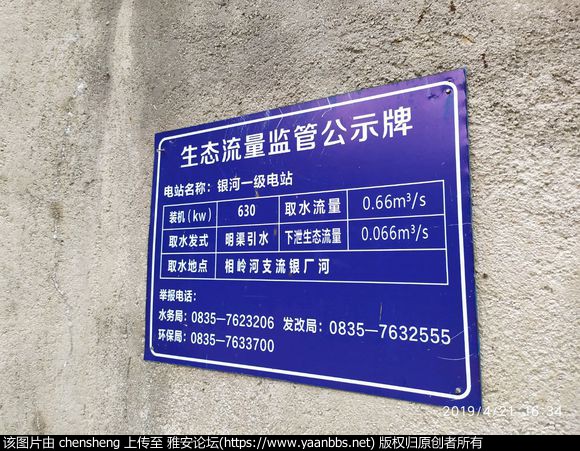 生态流量监管公示牌
电站名称：银河一级电站
装机（kw） 630 取水流量 0.66m³/s
取水发式 明渠引水 下泄生态流量 0.066m³/s
取水地点 相岭河支流银厂河
举报电话：
水务局：0835—7623206 发改局：0835—7632555
环保局：0835—7633700
2019/4/21 16:34
该图片由 chensheng 上传至 雅安论坛(https://www.yaanbbs.net) 版权归原创者所有